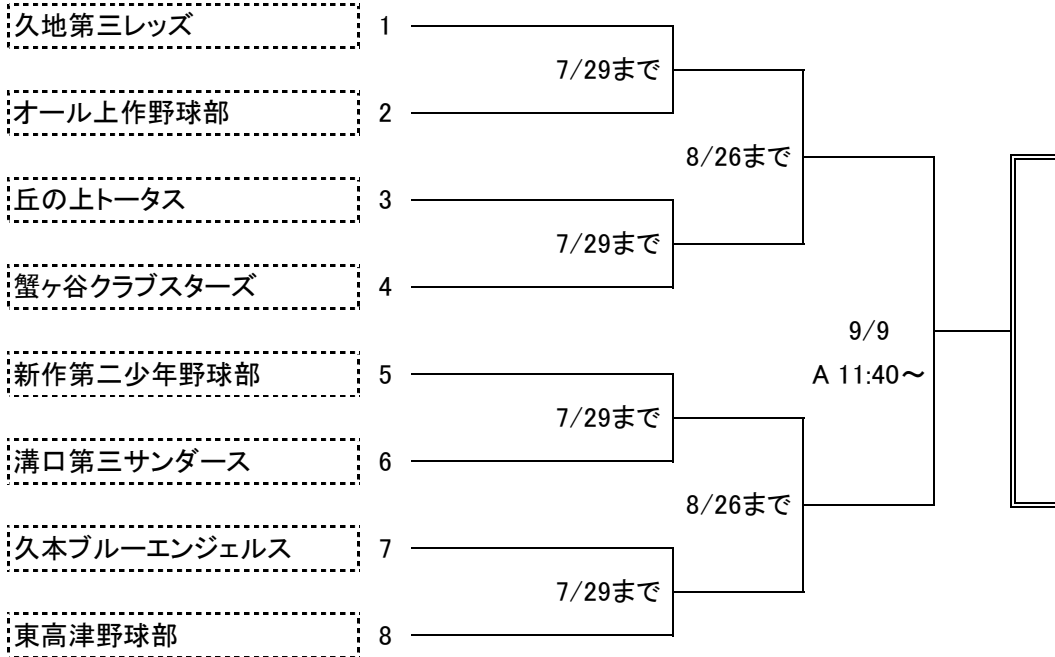 久地第三レッズ 1
7/29まで
オール上作野球部 2
8/26まで
丘の上トータス 3
7/29まで
蟹ヶ谷クラブスターズ 4
9/9
A 11:40～
新作第二少年野球部 5
7/29まで
溝口第三サンダース 6
8/26まで
久本ブルーエンジェルス 7
7/29まで
東高津野球部 8